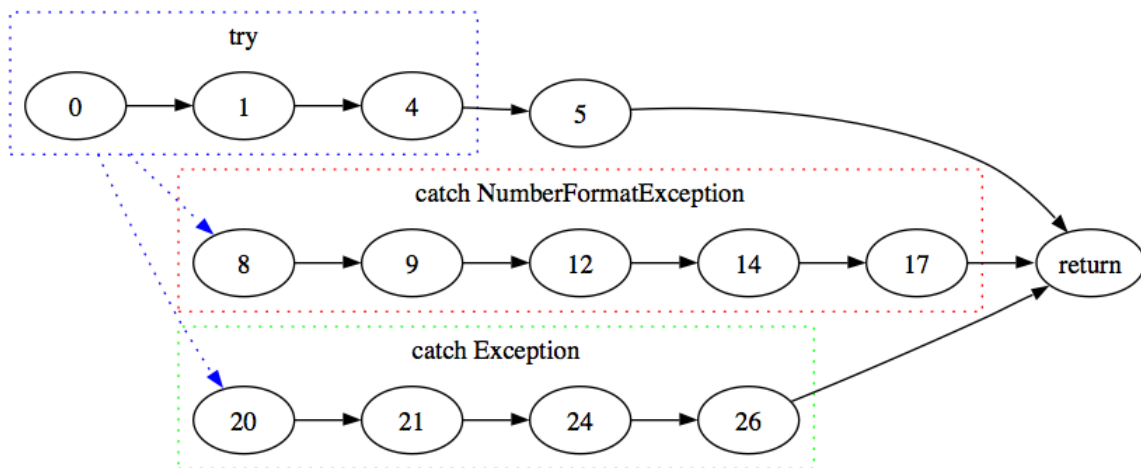 try
0 1 4 5
catch NumberFormatException
8 9 12 14 17 return
catch Exception
20 21 24 26